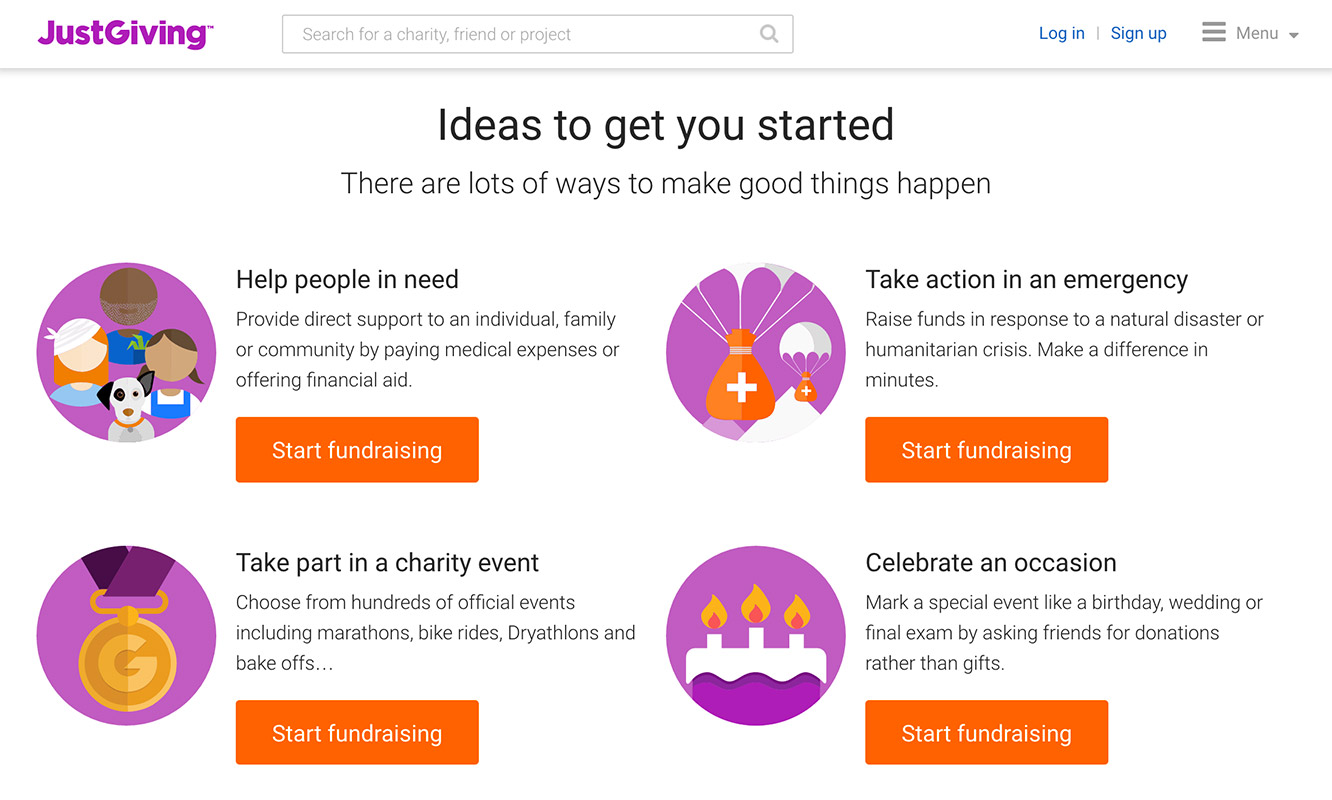 JustGiving™
Search for a charity, friend or project
Log in | Sign up
Menu
Ideas to get you started
There are lots of ways to make good things happen
Help people in need
Provide direct support to an individual, family
or community by paying medical expenses or
offering financial aid.
Start fundraising
Take action in an emergency
Raise funds in response to a natural disaster or
humanitarian crisis. Make a difference in
minutes.
Start fundraising
Take part in a charity event
Choose from hundreds of official events
including marathons, bike rides, Dryathlons and
bake offs…
Start fundraising
G
Celebrate an occasion
Mark a special event like a birthday, wedding or
final exam by asking friends for donations
rather than gifts.
Start fundraising